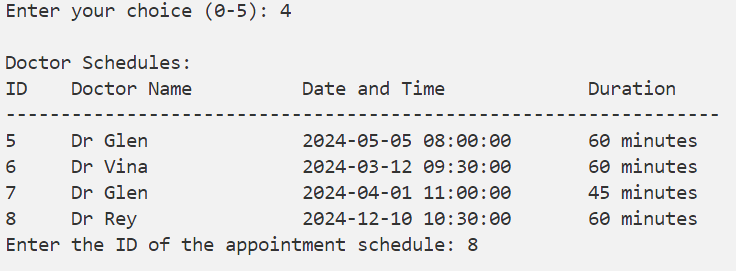 Enter your choice (0-5): 4
Doctor Schedules:
ID    Doctor Name          Date and Time             Duration
-----------------------------------------------------------------
5     Dr Glen              2024-05-05 08:00:00       60 minutes
6     Dr Vina              2024-03-12 09:30:00       60 minutes
7     Dr Glen              2024-04-01 11:00:00       45 minutes
8     Dr Rey               2024-12-10 10:30:00       60 minutes
Enter the ID of the appointment schedule: 8